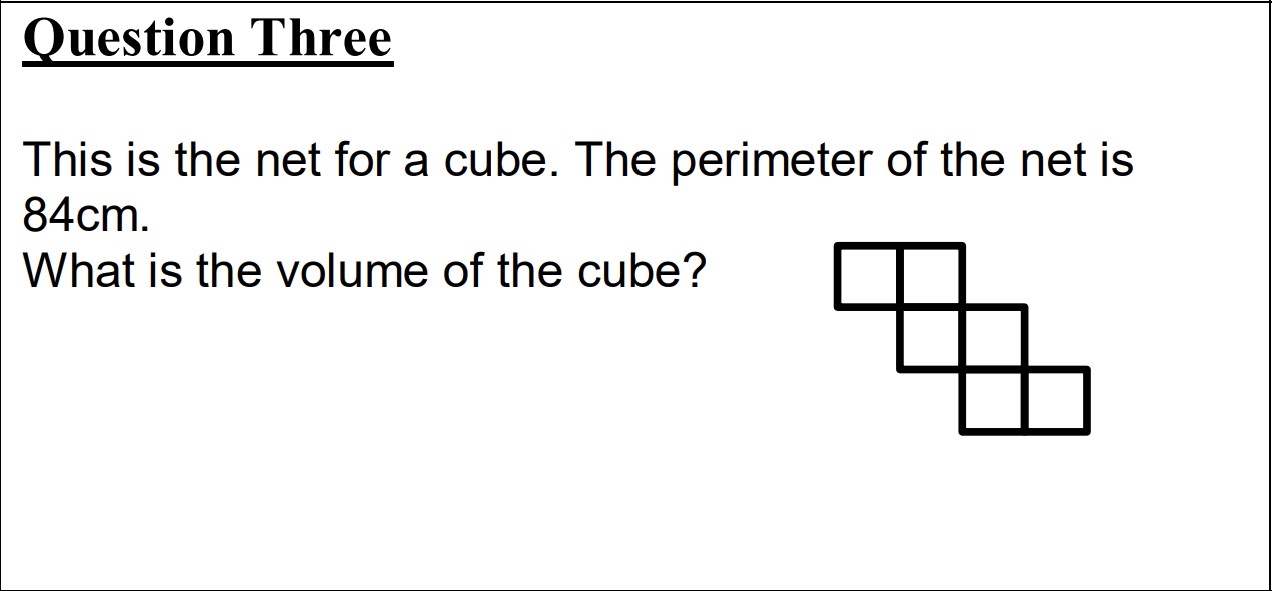 Question Three
This is the net for a cube. The perimeter of the net is
84cm.
What is the volume of the cube?